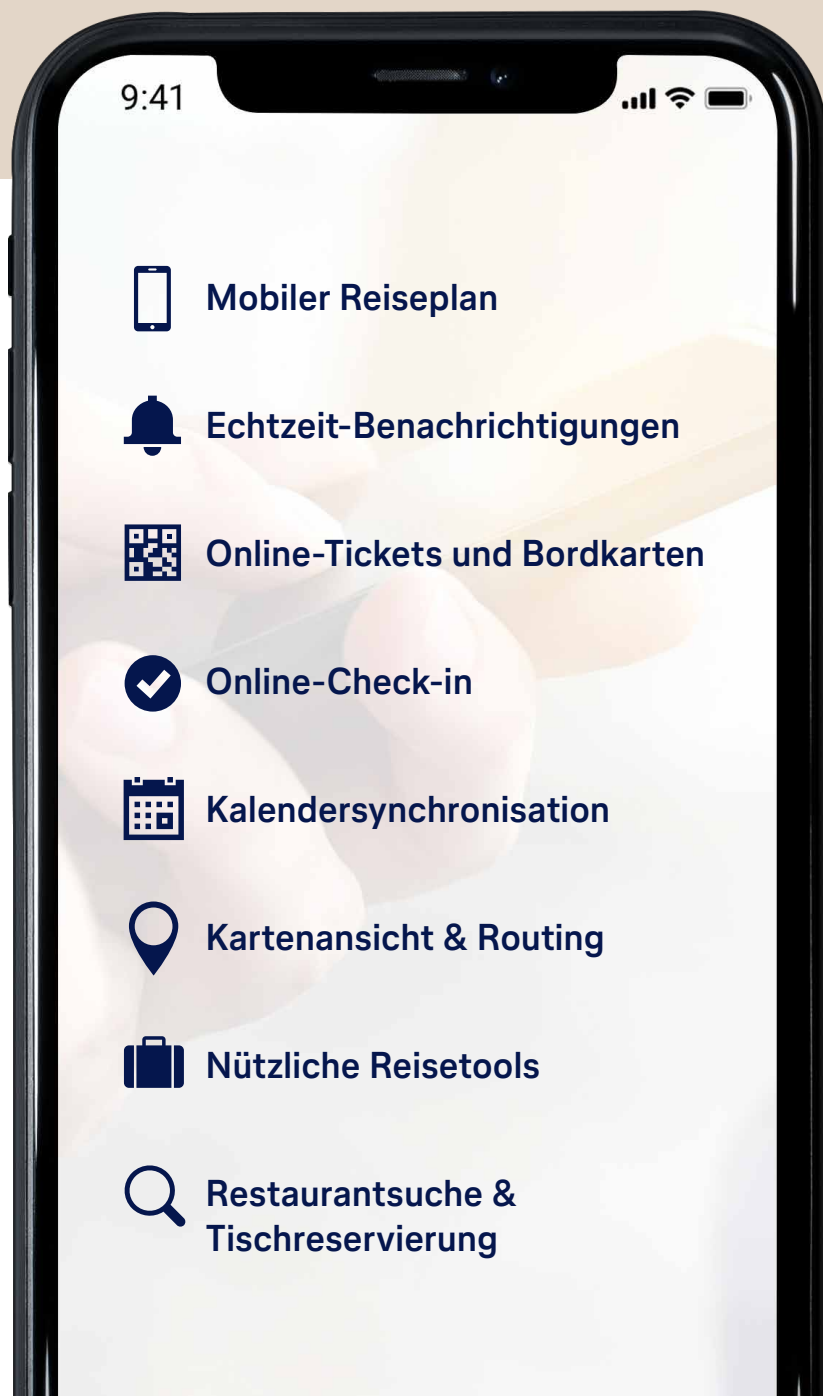 9:41
Mobiler Reiseplan
Echtzeit-Benachrichtigungen
Online-Tickets und Bordkarten
Online-Check-in
Kalendersynchronisation
Kartenansicht & Routing
Nützliche Reisetools
Restaurantsuche &
Tischreservierung